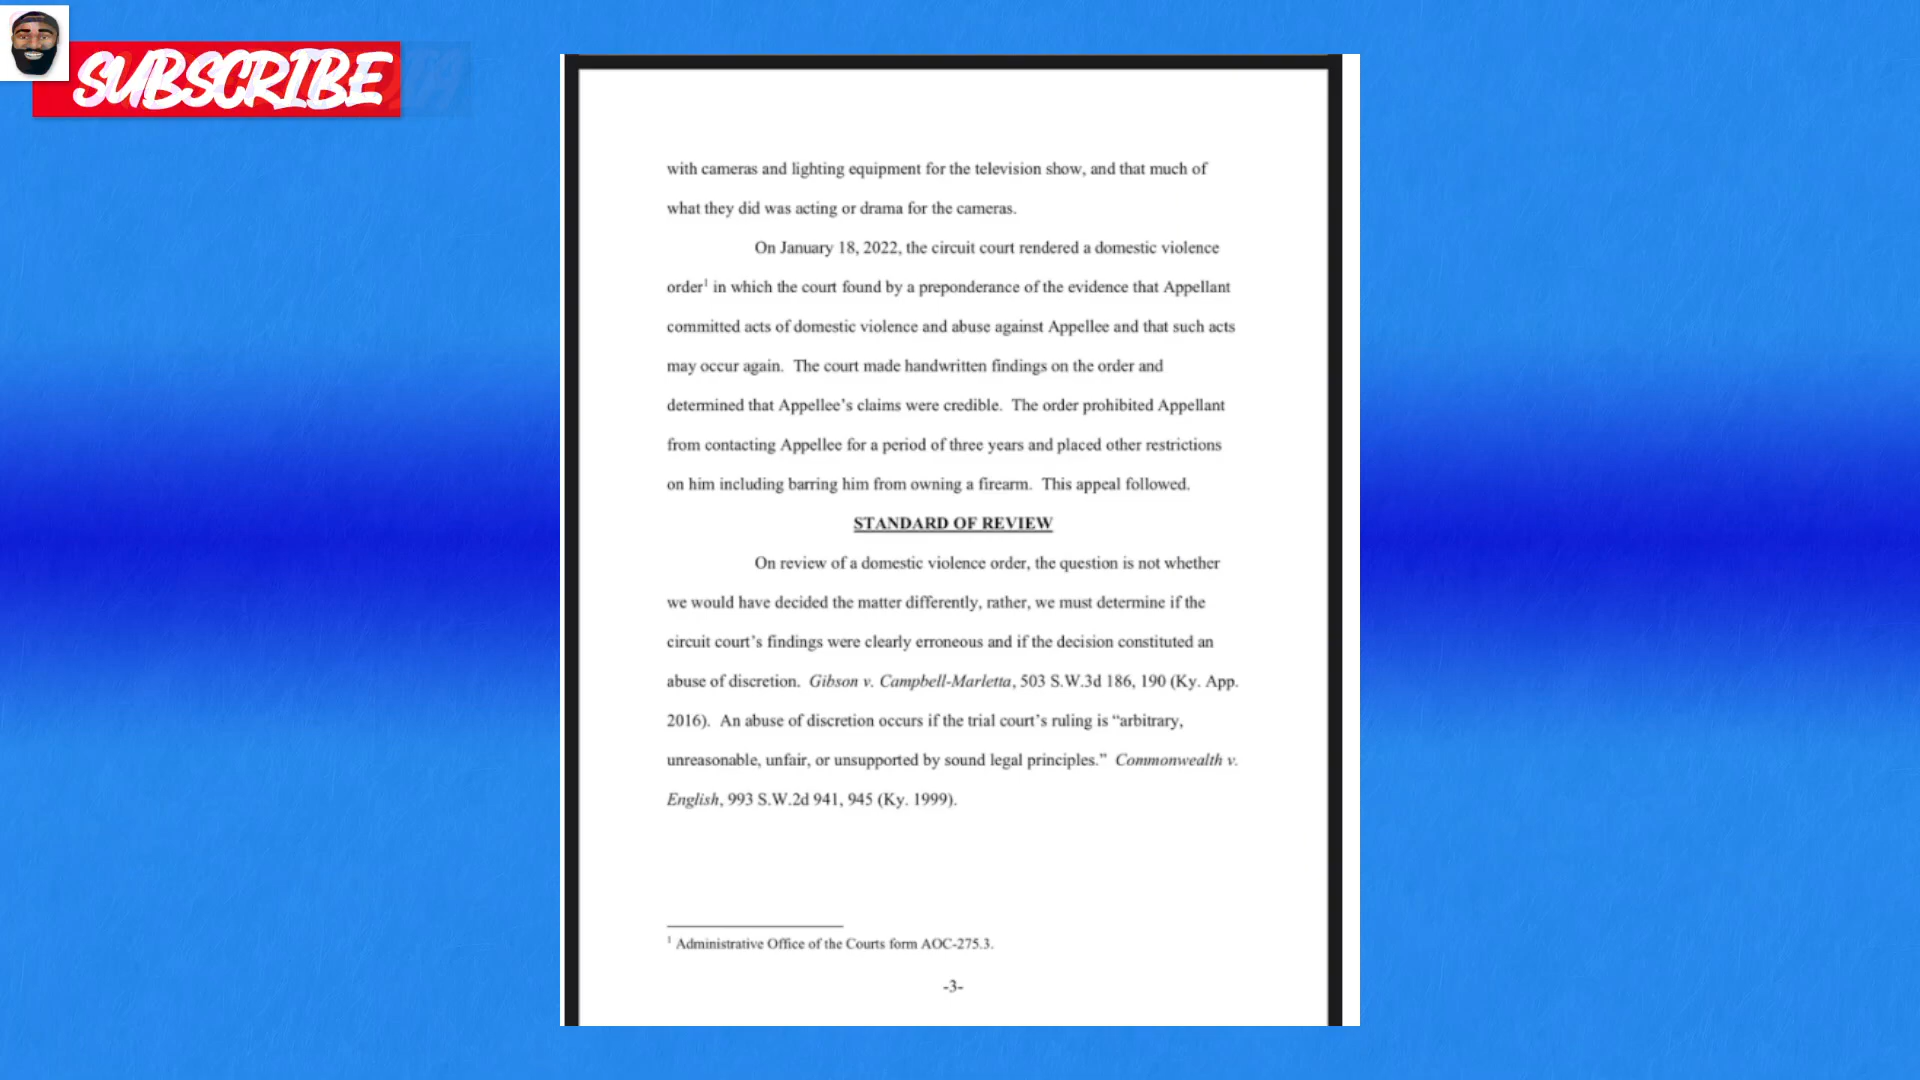 SUBSCRIBE
with cameras and lighting equipment for the television show, and that much of
what they did was acting or drama for the cameras.
On January 18, 2022, the circuit court rendered a domestic violence
order¹ in which the court found by a preponderance of the evidence that Appellant
committed acts of domestic violence and abuse against Appellee and that such acts
may occur again. The court made handwritten findings on the order and
determined that Appellee’s claims were credible. The order prohibited Appellant
from contacting Appellee for a period of three years and placed other restrictions
on him including barring him from owning a firearm. This appeal followed.
STANDARD OF REVIEW
On review of a domestic violence order, the question is not whether
we would have decided the matter differently, rather, we must determine if the
circuit court’s findings were clearly erroneous and if the decision constituted an
abuse of discretion. Gibson v. Campbell-Marletta, 503 S.W.3d 186, 190 (Ky. App.
2016). An abuse of discretion occurs if the trial court’s ruling is “arbitrary,
unreasonable, unfair, or unsupported by sound legal principles.” Commonwealth v.
English, 993 S.W.2d 941, 945 (Ky. 1999).
¹ Administrative Office of the Courts form AOC-275.3.
-3-